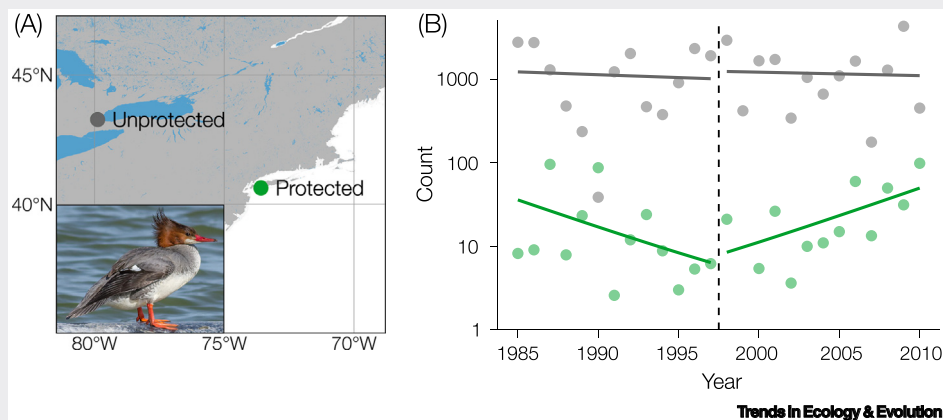 (A)
45°N
Unprotected
Protected
40°N
80°W 75°W 70°W
(B)
Count
1000
100
10
1
1985 1990 1995 2000 2005 2010
Year
Trends in Ecology & Evolution